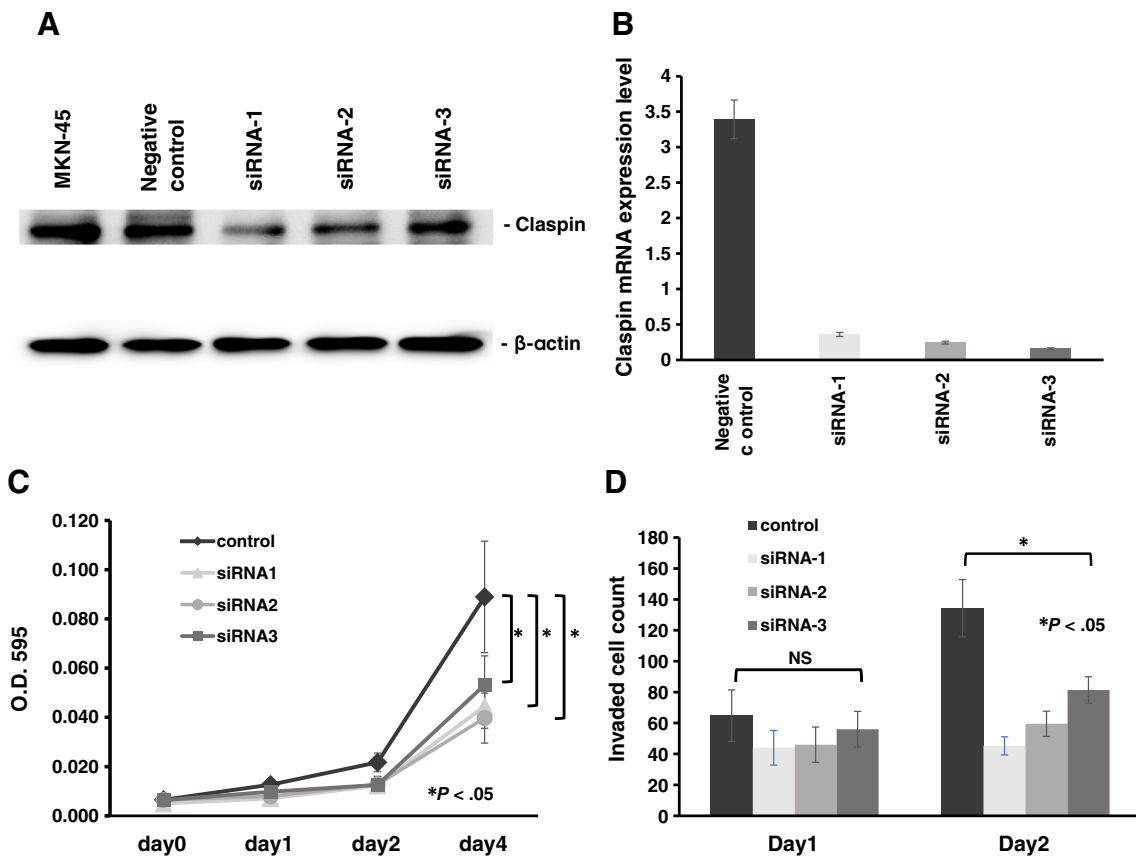 A
MKN-45
Negative
control
siRNA-1
siRNA-2
siRNA-3
- Claspin
- β-actin
B
Claspin mRNA expression level
4
3.5
3
2.5
2
1.5
1
0.5
0
Negative
c ontrol
siRNA-1
siRNA-2
siRNA-3
C
O.D. 595
0.120
0.100
0.080
0.060
0.040
0.020
0.000
control
siRNA1
siRNA2
siRNA3
* * *
*P < .05
day0 day1 day2 day4
D
Invaded cell count
180
160
140
120
100
80
60
40
20
0
control
siRNA-1
siRNA-2
siRNA-3
NS
*
*P < .05
Day1 Day2